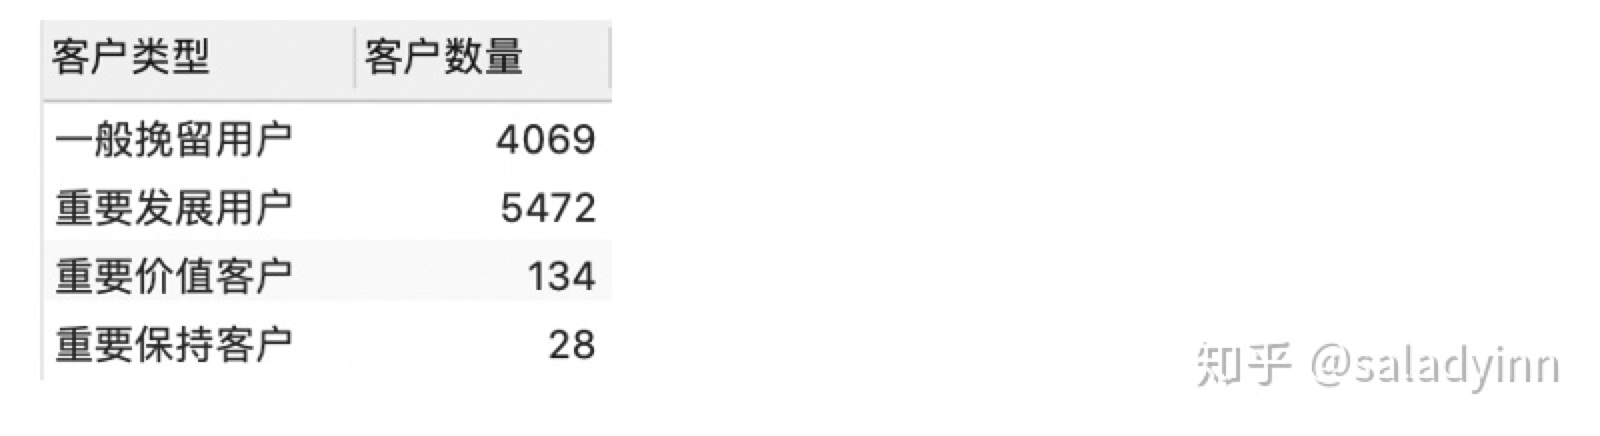 客户类型 客户数量
一般挽留用户 4069
重要发展用户 5472
重要价值客户 134
重要保持客户 28
知乎 @saladyinn